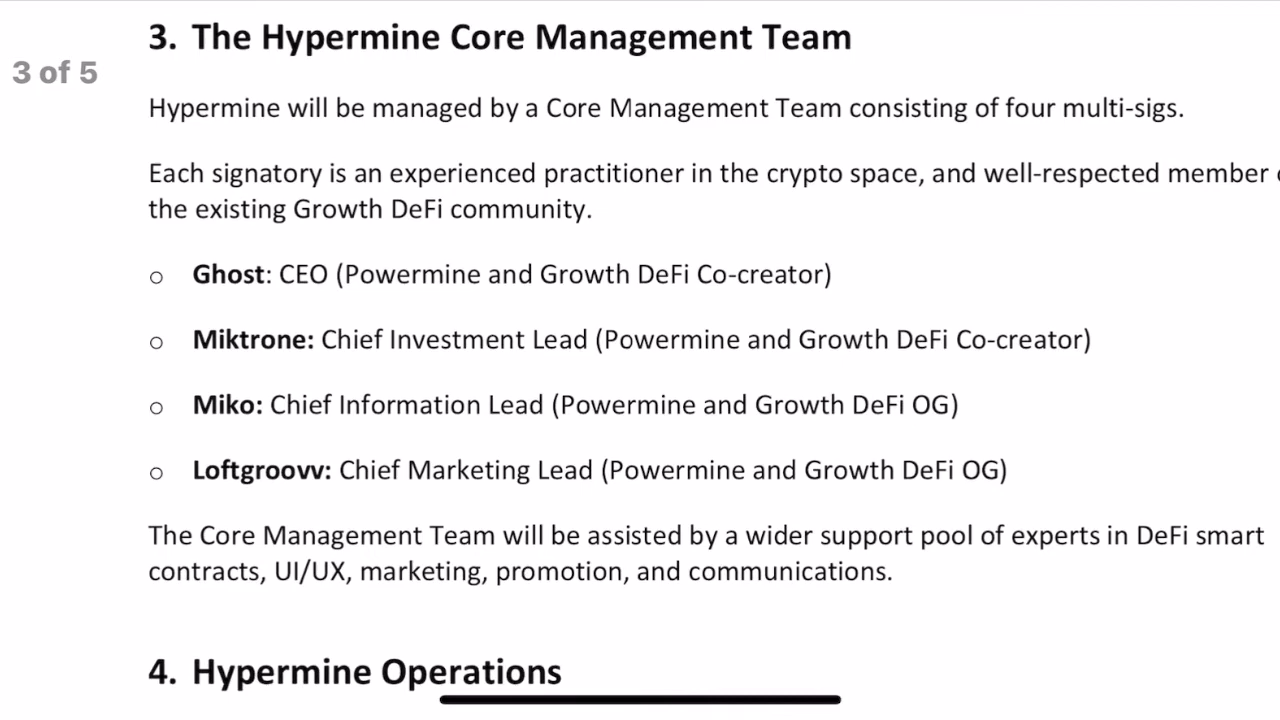 3. The Hypermine Core Management Team
3 of 5
Hypermine will be managed by a Core Management Team consisting of four multi-sigs.
Each signatory is an experienced practitioner in the crypto space, and well-respected member
the existing Growth DeFi community.
o Ghost: CEO (Powermine and Growth DeFi Co-creator)
o Miktrone: Chief Investment Lead (Powermine and Growth DeFi Co-creator)
o Miko: Chief Information Lead (Powermine and Growth DeFi OG)
o Loftgroovv: Chief Marketing Lead (Powermine and Growth DeFi OG)
The Core Management Team will be assisted by a wider support pool of experts in DeFi smart
contracts, UI/UX, marketing, promotion, and communications.
4. Hypermine Operations